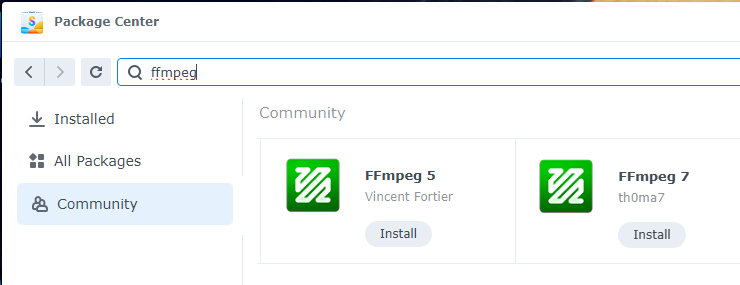 Package Center
ffmpeg
Installed
All Packages
Community
Community
FFmpeg 5
Vincent Fortier
Install
FFmpeg 7
th0ma7
Install